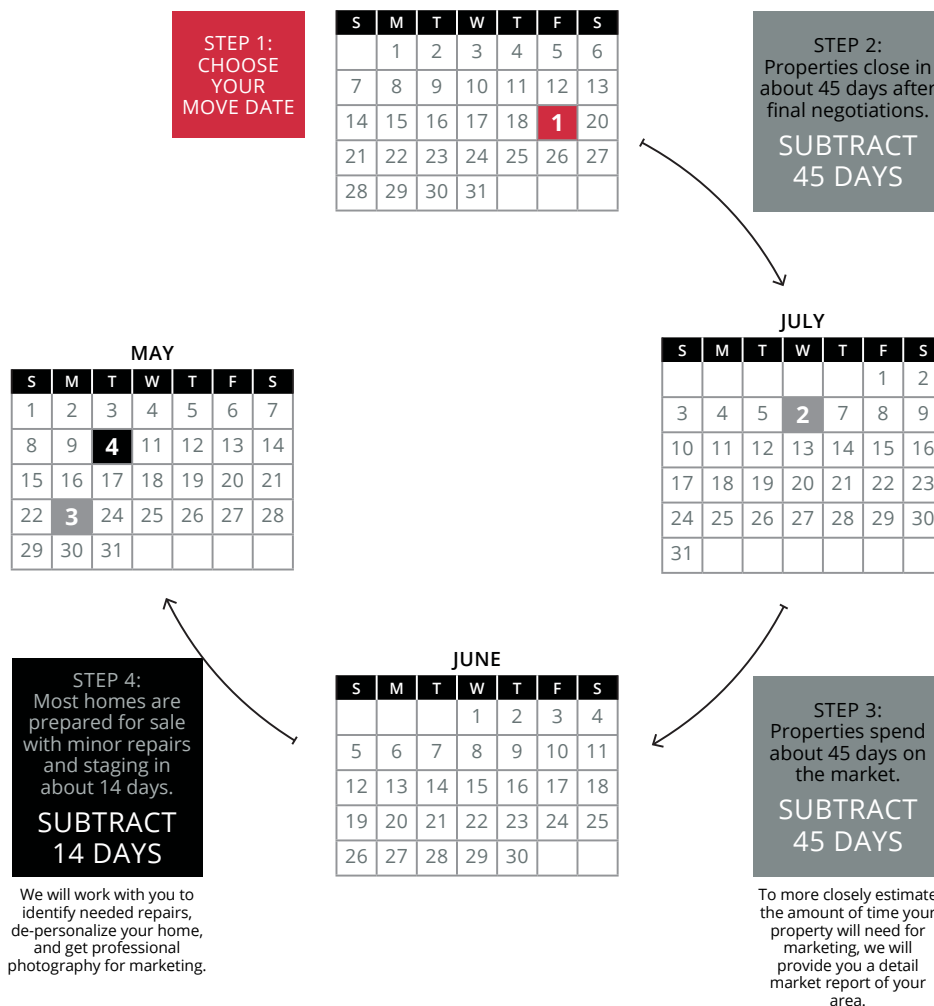 STEP 1:
CHOOSE
YOUR
MOVE DATE
S M T W T F S
1 2 3 4 5 6
7 8 9 10 11 12 13
14 15 16 17 18 1 20
21 22 23 24 25 26 27
28 29 30 31
STEP 2:
Properties close in
about 45 days after
final negotiations.
SUBTRACT
45 DAYS
JULY
S M T W T F S
1 2
3 4 5 2 7 8 9
10 11 12 13 14 15 16
17 18 19 20 21 22 23
24 25 26 27 28 29 30
31
MAY
S M T W T F S
1 2 3 4 5 6 7
8 9 4 11 12 13 14
15 16 17 18 19 20 21
22 3 24 25 26 27 28
29 30 31
STEP 3:
Properties spend
about 45 days on
the market.
SUBTRACT
45 DAYS
To more closely estimate
the amount of time your
property will need for
marketing, we will
provide you a detail
market report of your
area.
JUNE
S M T W T F S
1 2 3 4
5 6 7 8 9 10 11
12 13 14 15 16 17 18
19 20 21 22 23 24 25
26 27 28 29 30
STEP 4:
Most homes are
prepared for sale
with minor repairs
and staging in
about 14 days.
SUBTRACT
14 DAYS
We will work with you to
identify needed repairs,
de-personalize your home,
and get professional
photography for marketing.